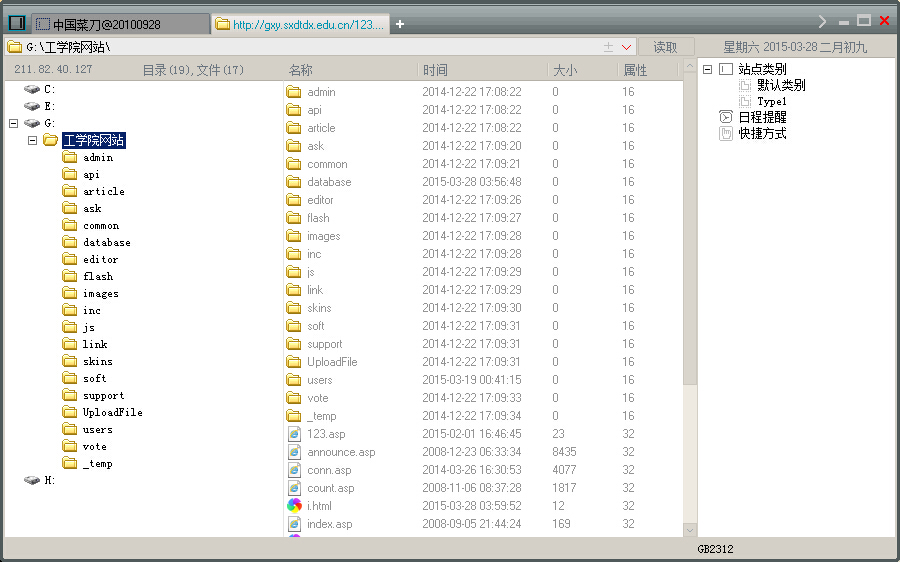 中国菜刀@20100928
http://gxy.sxdtdx.edu.cn/123....
G:\工学院网站\
读取
星期六 2015-03-28 二月初九
211.82.40.127 目录(19),文件(17)
名称 时间 大小 属性
C:
E:
G:
工学院网站
admin
api
article
ask
common
database
editor
flash
images
inc
js
link
skins
soft
support
UploadFile
users
vote
_temp
H:
admin 2014-12-22 17:08:22 0 16
api 2014-12-22 17:08:22 0 16
article 2014-12-22 17:08:22 0 16
ask 2014-12-22 17:09:20 0 16
common 2014-12-22 17:09:21 0 16
database 2015-03-28 03:56:48 0 16
editor 2014-12-22 17:09:26 0 16
flash 2014-12-22 17:09:27 0 16
images 2014-12-22 17:09:28 0 16
inc 2014-12-22 17:09:28 0 16
js 2014-12-22 17:09:29 0 16
link 2014-12-22 17:09:29 0 16
skins 2014-12-22 17:09:30 0 16
soft 2014-12-22 17:09:31 0 16
support 2014-12-22 17:09:31 0 16
UploadFile 2014-12-22 17:09:31 0 16
users 2015-03-19 00:41:15 0 16
vote 2014-12-22 17:09:33 0 16
_temp 2014-12-22 17:09:34 0 16
123.asp 2015-02-01 16:46:45 23 32
announce.asp 2008-12-23 06:33:34 8435 32
conn.asp 2014-03-26 16:30:53 4077 32
count.asp 2008-11-06 08:37:28 1817 32
i.html 2015-03-28 03:59:52 12 32
index.asp 2008-09-05 21:44:24 169 32
站点类别
默认类别
Type1
日程提醒
快捷方式
GB2312